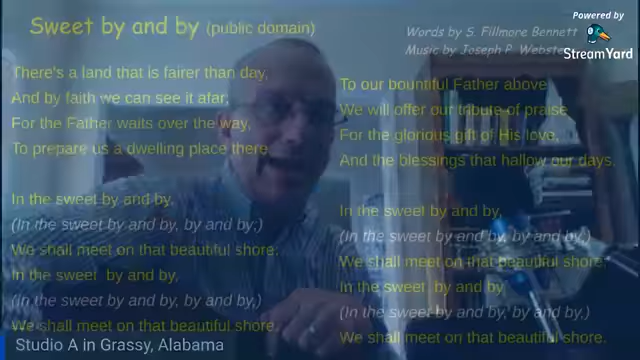 Sweet by and by (public domain)
Words by S. Fillmore Bennett
Music by Joseph P. Webster
Powered by
StreamYard
There's a land that is fairer than day,
And by faith we can see it afar;
For the Father waits over the way,
To prepare us a dwelling place there.
In the sweet by and by,
(In the sweet by and by, by and by;)
We shall meet on that beautiful shore;
In the sweet by and by,
(In the sweet by and by, by and by,)
We shall meet on that beautiful shore.
To our bountiful Father above
We will offer our tribute of praise
For the glorious gift of His love,
And the blessings that hallow our days.
In the sweet by and by,
(In the sweet by and by, by and by;)
We shall meet on that beautiful shore;
In the sweet by and by,
(In the sweet by and by, by and by,)
We shall meet on that beautiful shore.
Studio A in Grassy, Alabama